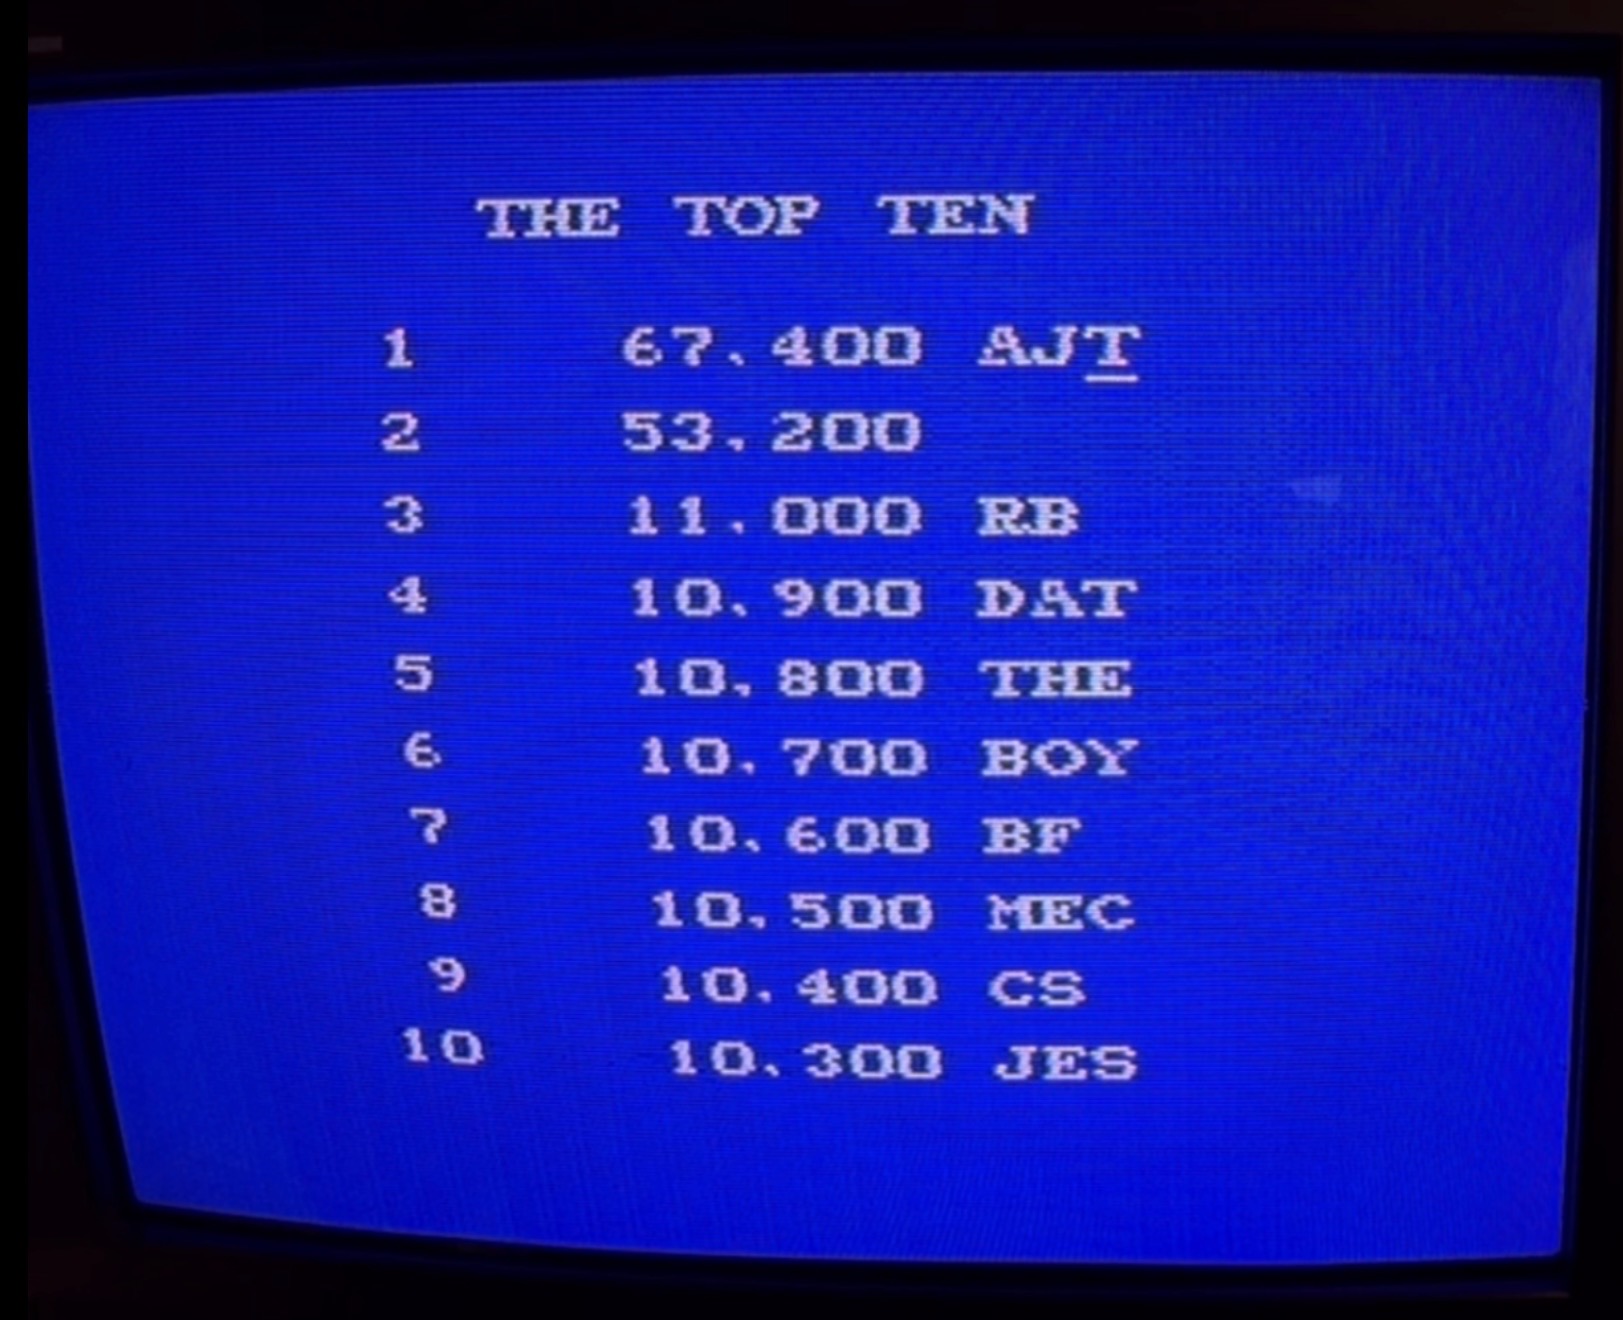 THE TOP TEN
1 67.400 AJT
2 53.200
3 11.000 RB
4 10.900 DAT
5 10.800 THE
6 10.700 BOY
7 10.600 BF
8 10.500 MEC
9 10.400 CS
10 10.300 JES